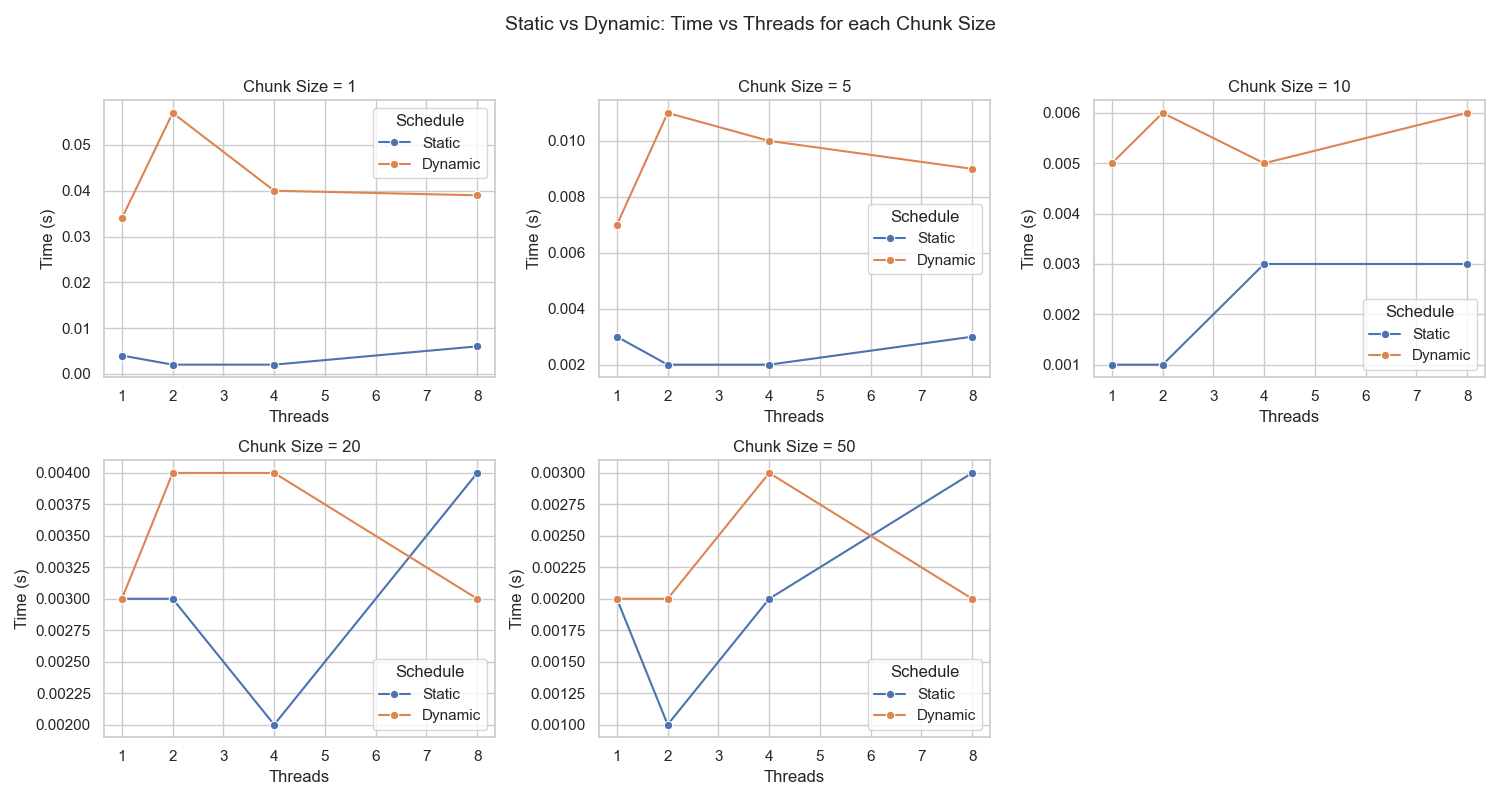 Static vs Dynamic: Time vs Threads for each Chunk Size
Chunk Size = 1
Time (s)
0.05
0.04
0.03
0.02
0.01
0.00
1 2 3 4 5 6 7 8
Threads
Schedule
Static
Dynamic
Chunk Size = 5
Time (s)
0.010
0.008
0.006
0.004
0.002
1 2 3 4 5 6 7 8
Threads
Schedule
Static
Dynamic
Chunk Size = 10
Time (s)
0.006
0.005
0.004
0.003
0.002
0.001
1 2 3 4 5 6 7 8
Threads
Schedule
Static
Dynamic
Chunk Size = 20
Time (s)
0.00400
0.00375
0.00350
0.00325
0.00300
0.00275
0.00250
0.00225
0.00200
1 2 3 4 5 6 7 8
Threads
Schedule
Static
Dynamic
Chunk Size = 50
Time (s)
0.00300
0.00275
0.00250
0.00225
0.00200
0.00175
0.00150
0.00125
0.00100
1 2 3 4 5 6 7 8
Threads
Schedule
Static
Dynamic